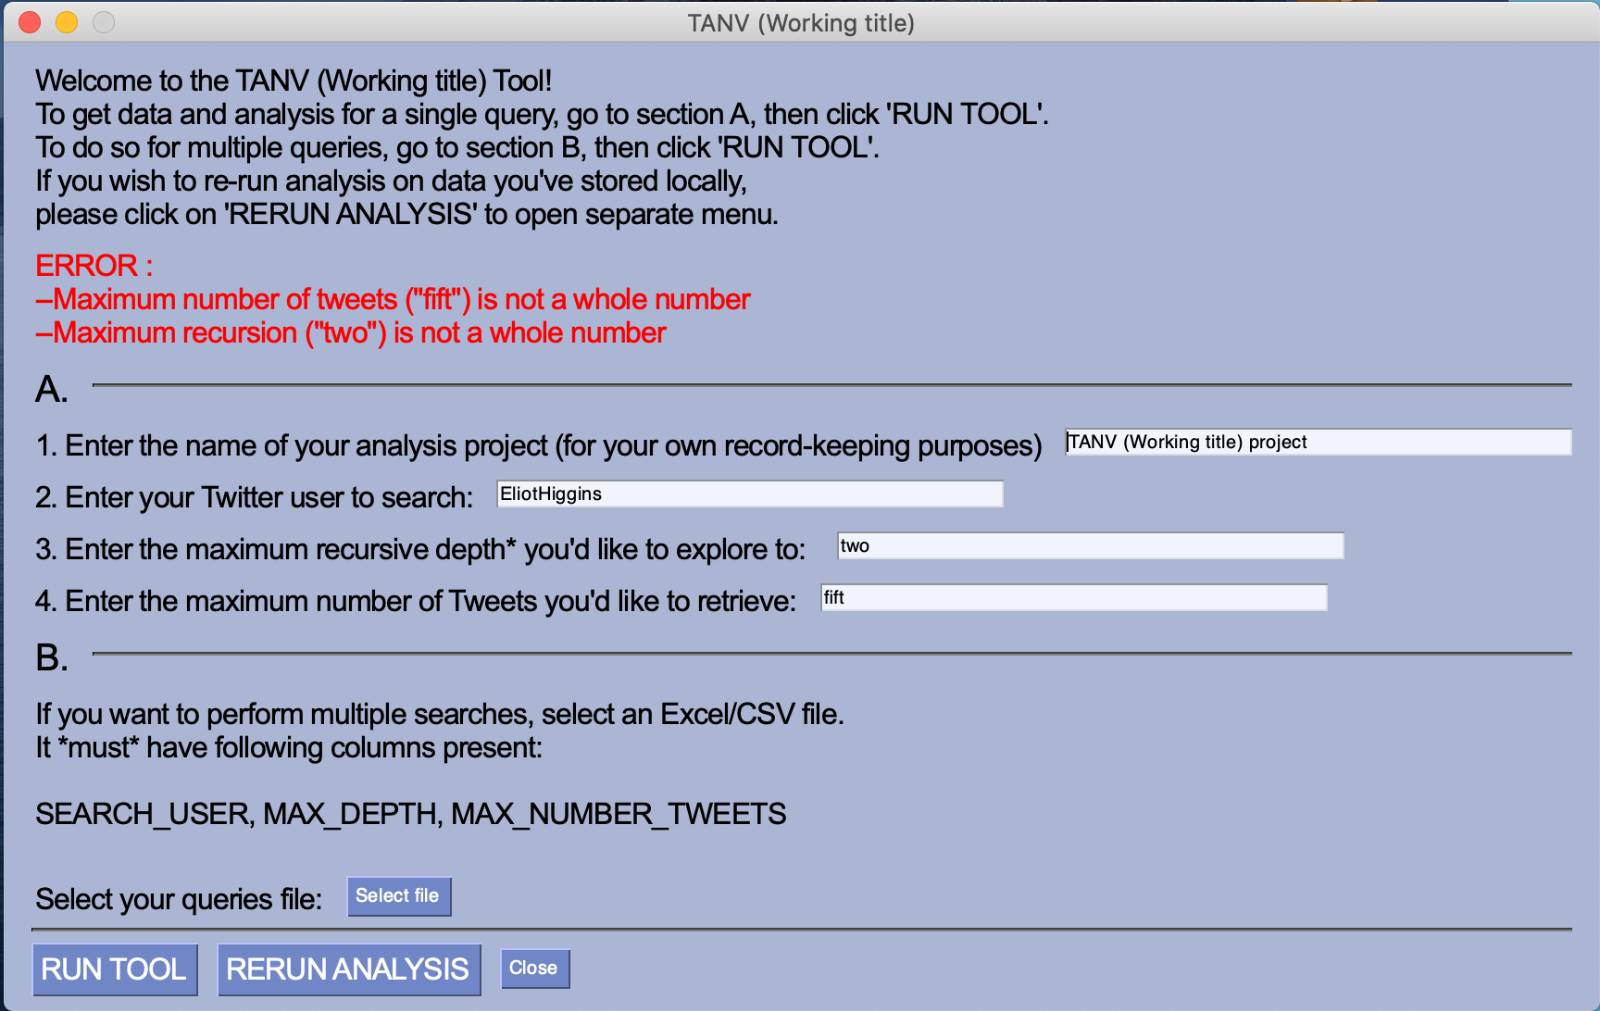 TANV (Working title)
Welcome to the TANV (Working title) Tool!
To get data and analysis for a single query, go to section A, then click 'RUN TOOL'.
To do so for multiple queries, go to section B, then click 'RUN TOOL'.
If you wish to re-run analysis on data you've stored locally,
please click on 'RERUN ANALYSIS' to open separate menu.
ERROR :
–Maximum number of tweets ("fift") is not a whole number
–Maximum recursion ("two") is not a whole number
A.
1. Enter the name of your analysis project (for your own record-keeping purposes) TANV (Working title) project
2. Enter your Twitter user to search: EliotHiggins
3. Enter the maximum recursive depth* you'd like to explore to: two
4. Enter the maximum number of Tweets you'd like to retrieve: fift
B.
If you want to perform multiple searches, select an Excel/CSV file.
It *must* have following columns present:
SEARCH_USER, MAX_DEPTH, MAX_NUMBER_TWEETS
Select your queries file: Select file
RUN TOOL RERUN ANALYSIS Close